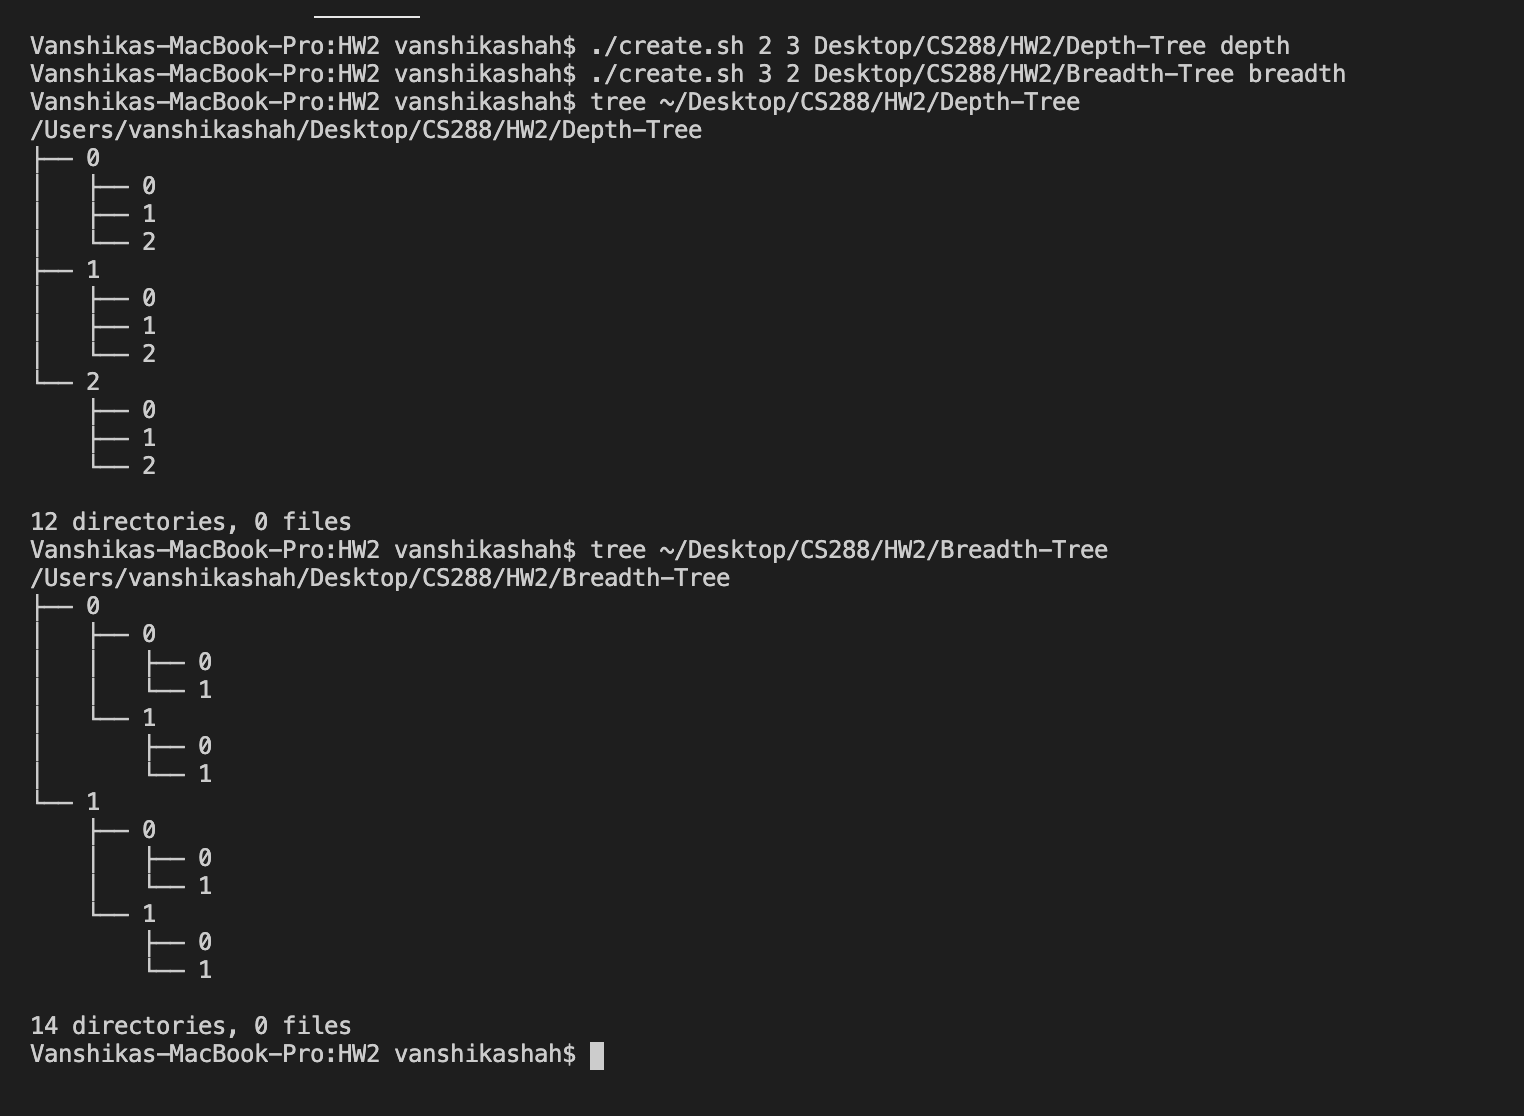 Vanshikas-MacBook-Pro:HW2 vanshikashah$ ./create.sh 2 3 Desktop/CS288/HW2/Depth-Tree depth
Vanshikas-MacBook-Pro:HW2 vanshikashah$ ./create.sh 3 2 Desktop/CS288/HW2/Breadth-Tree breadth
Vanshikas-MacBook-Pro:HW2 vanshikashah$ tree ~/Desktop/CS288/HW2/Depth-Tree
/Users/vanshikashah/Desktop/CS288/HW2/Depth-Tree
├── 0
│   ├── 0
│   ├── 1
│   └── 2
├── 1
│   ├── 0
│   ├── 1
│   └── 2
└── 2
    ├── 0
    ├── 1
    └── 2

12 directories, 0 files
Vanshikas-MacBook-Pro:HW2 vanshikashah$ tree ~/Desktop/CS288/HW2/Breadth-Tree
/Users/vanshikashah/Desktop/CS288/HW2/Breadth-Tree
├── 0
│   ├── 0
│   │   ├── 0
│   │   └── 1
│   └── 1
│       ├── 0
│       └── 1
└── 1
    ├── 0
    │   ├── 0
    │   └── 1
    └── 1
        ├── 0
        └── 1

14 directories, 0 files
Vanshikas-MacBook-Pro:HW2 vanshikashah$